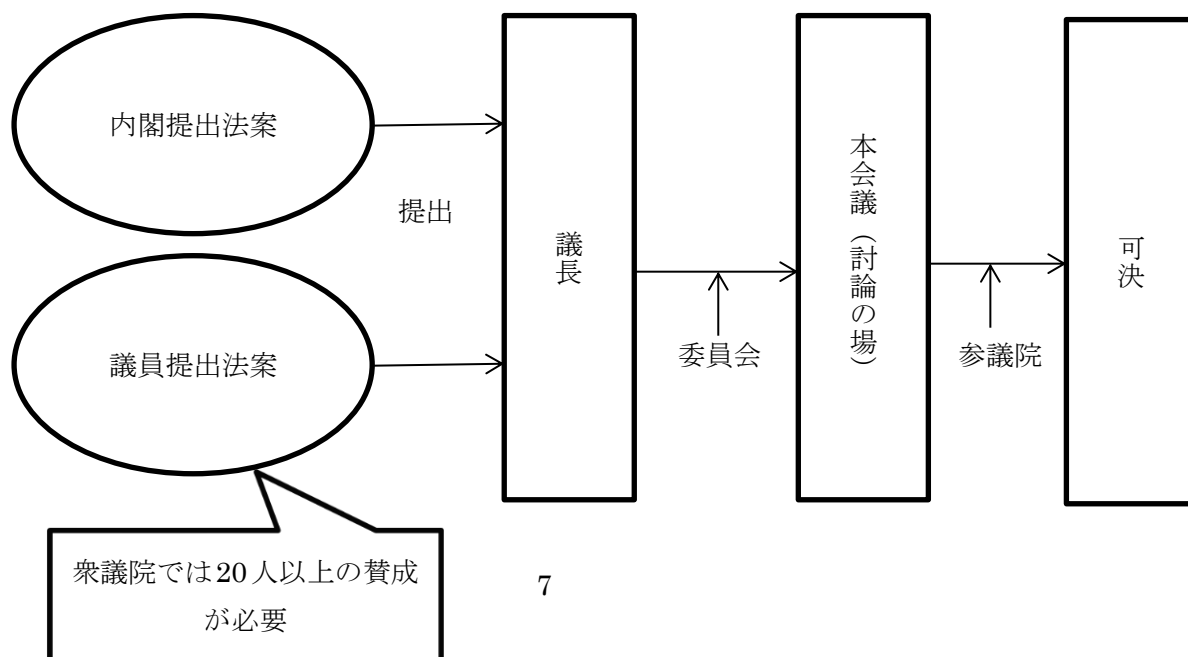 内閣提出法案
提出
議員提出法案
衆議院では20人以上の賛成
が必要
議長
委員会
本会議（討論の場）
参議院
可決
7